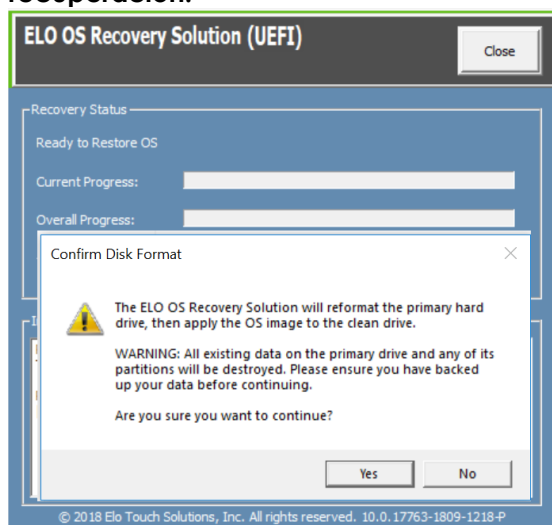 ELO OS Recovery Solution (UEFI)
Close
Recovery Status
Ready to Restore OS
Current Progress:
Overall Progress:
Confirm Disk Format
The ELO OS Recovery Solution will reformat the primary hard
drive, then apply the OS image to the clean drive.
WARNING: All existing data on the primary drive and any of its
partitions will be destroyed. Please ensure you have backed
up your data before continuing.
Are you sure you want to continue?
Yes
No
© 2018 Elo Touch Solutions, Inc. All rights reserved. 10.0.17763-1809-1218-P